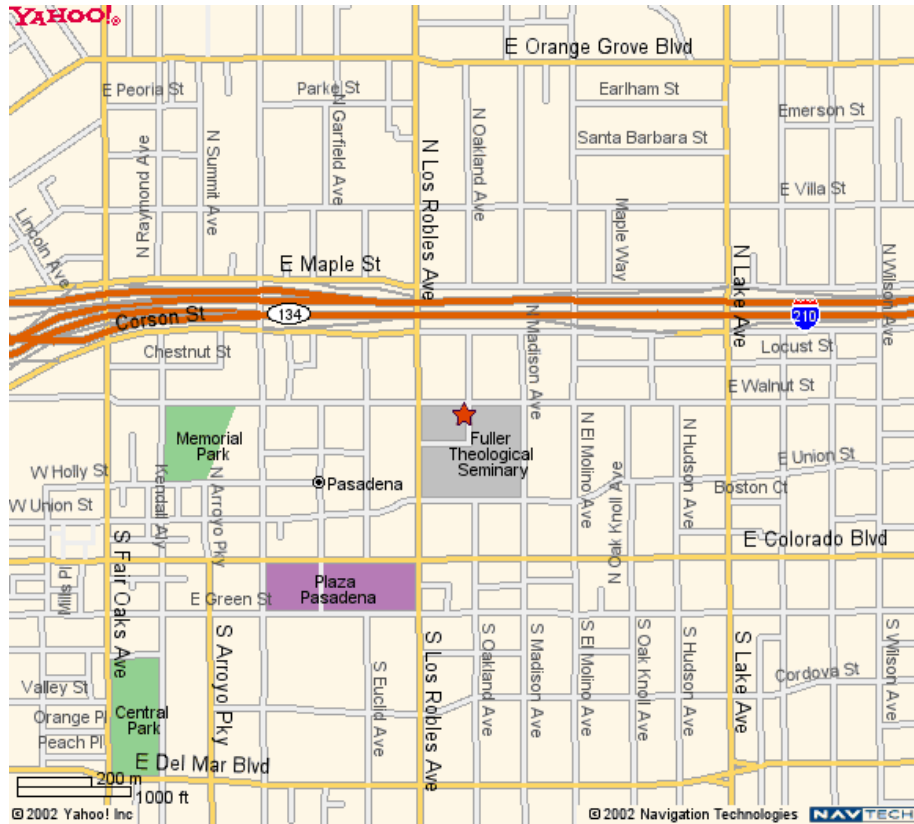 YAHOO!®
E Orange Grove Blvd
E Peoria St
Parke St
Earlham St
Emerson St
N Raymond Ave
N Summit Ave
N Garfield Ave
N Los Robles Ave
N Oakland Ave
Santa Barbara St
E Villa St
Lincoln Ave
Maple Way
N Lake Ave
N Wilson Ave
E Maple St
Corson St
134
210
N Madison Ave
Chestnut St
Locust St
E Walnut St
Memorial
Park
Fuller
Theological
Seminary
N El Molino Ave
N Hudson Ave
E Union St
W Holly St
Kendall Aly
N Arroyo Pky
Pasadena
N Oak Knoll Ave
Boston Ct
W Union St
S Fair Oaks Ave
E Colorado Blvd
Mills Pl
Plaza
Pasadena
E Green St
S Arroyo Pky
S Euclid Ave
S Los Robles Ave
S Oakland Ave
S Madison Ave
S El Molino Ave
S Oak Knoll Ave
S Hudson Ave
S Lake Ave
S Wilson Ave
Cordova St
Valley St
Orange Pl
Peach Pl
Central
Park
E Del Mar Blvd
200 m
1000 ft
©2002 Yahoo! Inc
©2002 Navigation Technologies
NAVTECH